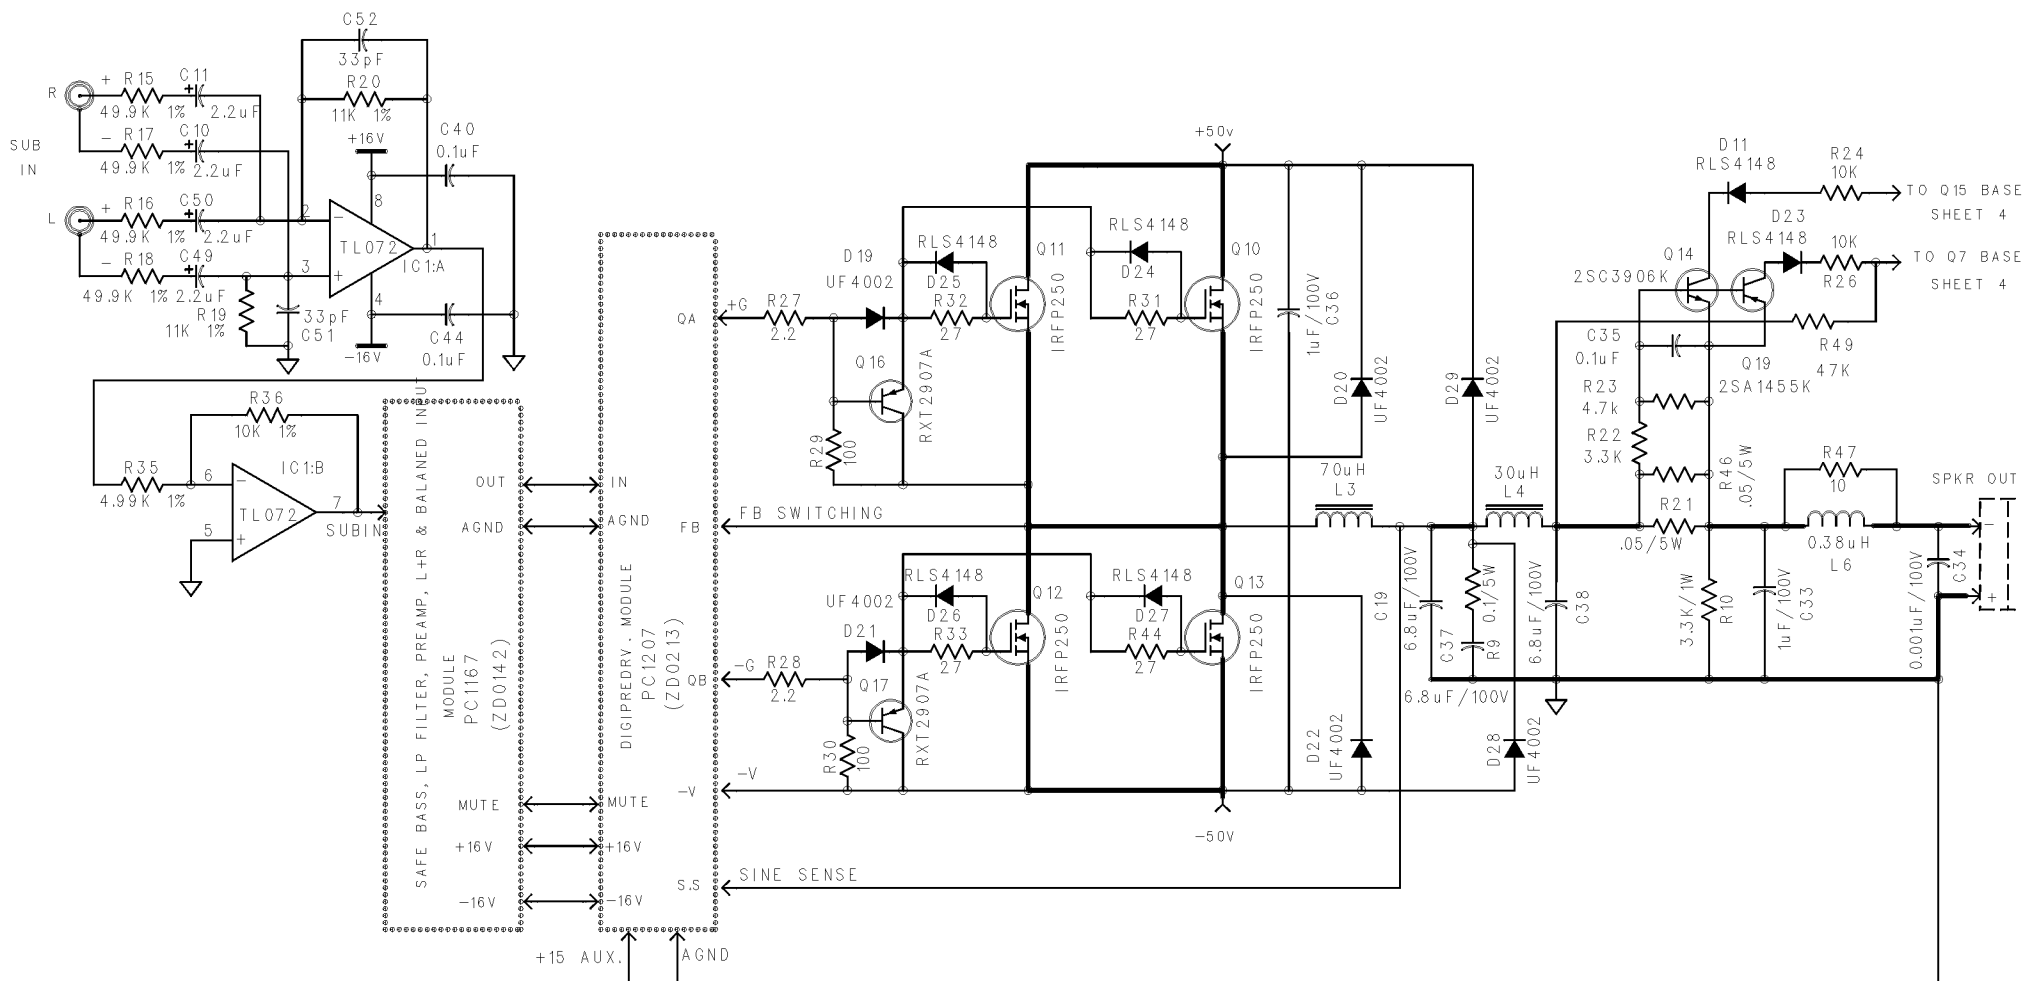 C52
33pF
R20
11K 1%
R
+
R15
49.9K 1%
C11
+
2.2uF
-
R17
49.9K 1%
C10
+
2.2uF
SUB
IN
L
+
R16
49.9K 1%
C50
+
2.2uF
-
R18
49.9K 1%
C49
+
2.2uF
R19
11K 1%
33pF
C51
+16V
C40
0.1uF
8
2
-
TL072
1
IC1:A
3
+
4
C44
0.1uF
-16V
R36
10K 1%
R35
4.99K 1%
IC1:B
6
-
TL072
7
5
+
SUBIN
SAFE BASS, LP FILTER, PREAMP, L+R & BALANED INPU
MODULE
PC1167
(ZD0142)
OUT
AGND
MUTE
+16V
-16V
IN
AGND
MUTE
+16V
-16V
DIGIPREDRV. MODULE
PC1207
(ZD0213)
QA
FB
QB
-V
S.S
+15 AUX.
AGND
+G
R27
2.2
D19
UF4002
Q16
RXT2907A
R29
100
RLS4148
D25
R32
27
Q11
IRFP250
RLS4148
D24
R31
27
Q10
IRFP250
+50v
1uF/100V
C36
D20
UF4002
D29
UF4002
FB SWITCHING
-G
R28
2.2
UF4002
D21
Q17
RXT2907A
R30
100
RLS4148
D26
R33
27
Q12
IRFP250
RLS4148
D27
R44
27
Q13
IRFP250
-V
-50V
SINE SENSE
D22
UF4002
D28
UF4002
70uH
L3
30uH
L4
C19
6.8uF/100V
C37
6.8uF/100V
R9
0.1/5W
6.8uF/100V
C38
D11
RLS4148
R24
10K
TO Q15 BASE
SHEET 4
D23
RLS4148
10K
R26
TO Q7 BASE
SHEET 4
Q14
2SC3906K
Q19
2SA1455K
R49
47K
C35
0.1uF
R23
4.7k
R22
3.3K
R46
.05/5W
R21
.05/5W
R47
10
0.38uH
L6
3.3K/1W
R10
1uF/100V
C33
0.001uF/100V
C34
SPKR OUT
-
+